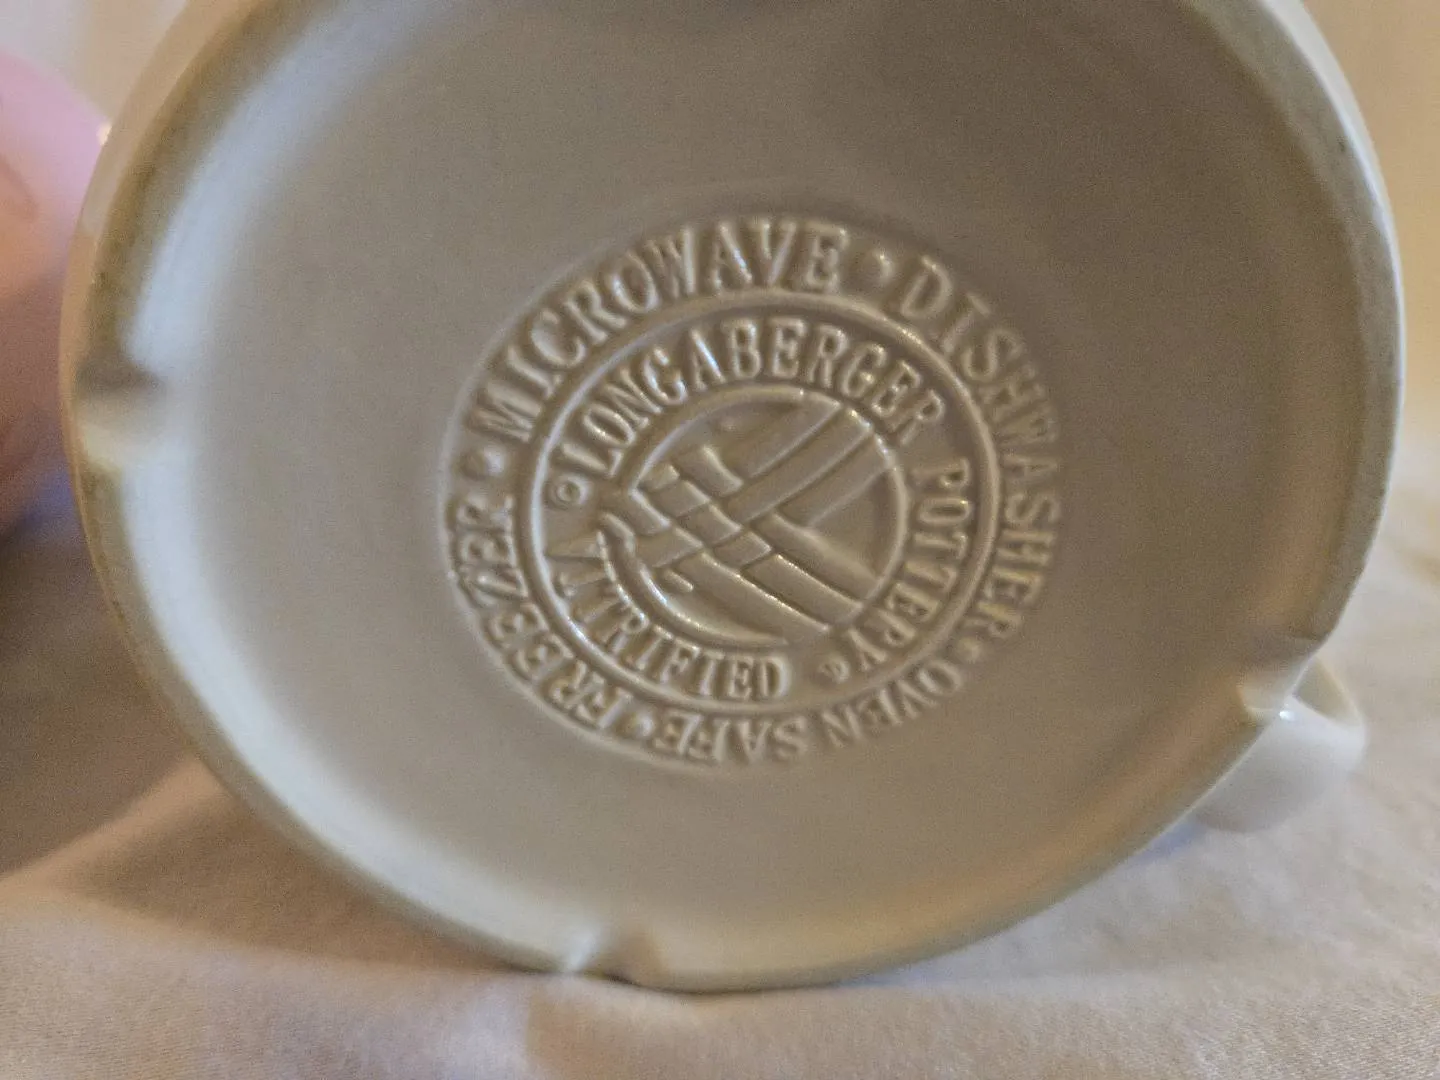 MICROWAVE • DISHWASHER • OVEN SAFE • FREEZER •
© LONGABERGER POTTERY ®
VITRIFIED